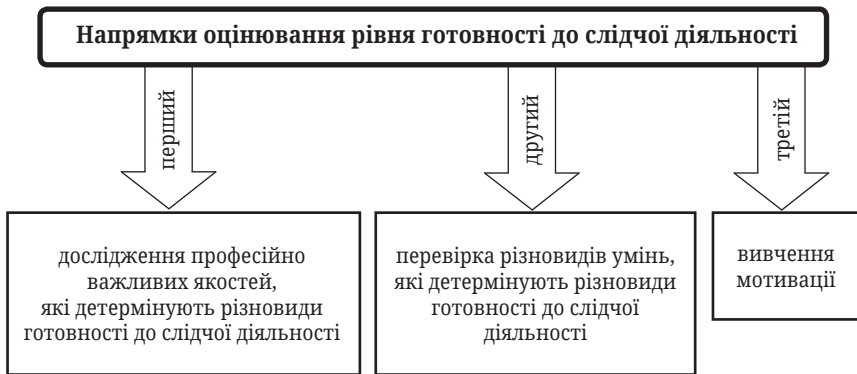 Напрямки оцінювання рівня готовності до слідчої діяльності
перший
другий
третій
дослідження професійно
важливих якостей,
які детермінують різновиди
готовності до слідчої діяльності
перевірка різновидів умінь,
які детермінують різновиди
готовності до слідчої
діяльності
вивчення
мотивації